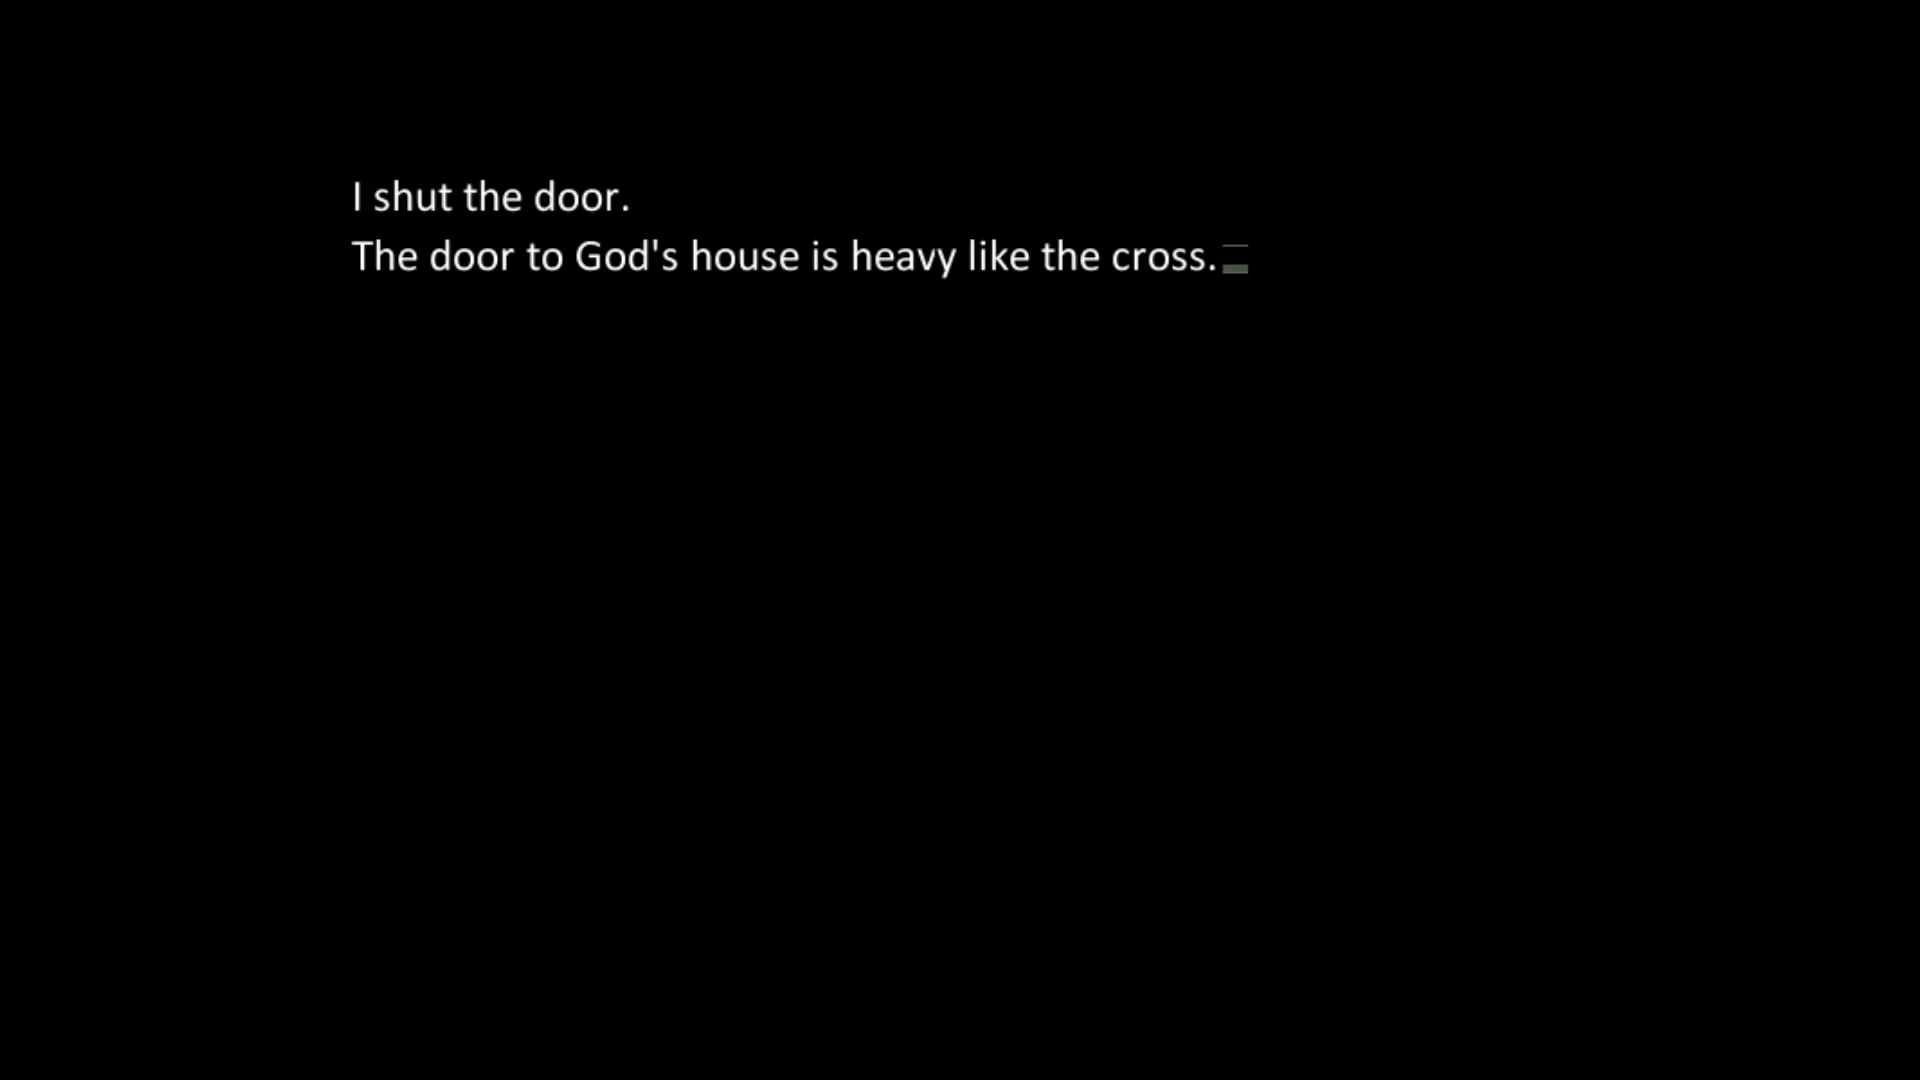 I shut the door.
The door to God's house is heavy like the cross.